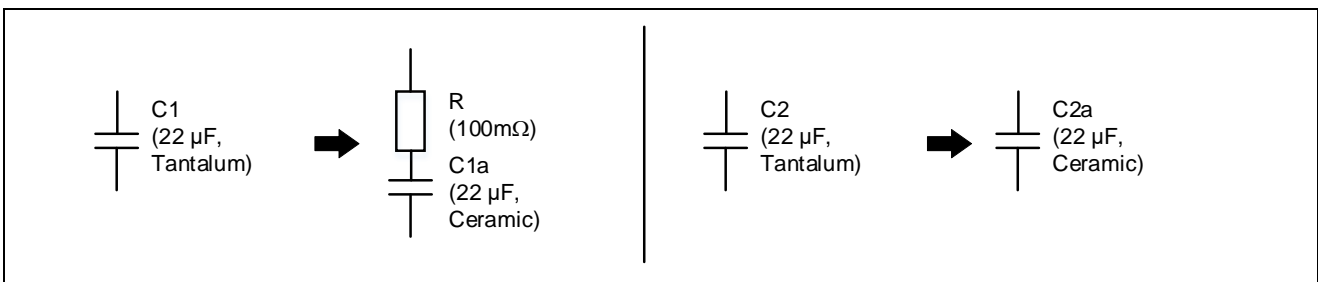 C1
(22 µF,
Tantalum)
R
(100mΩ)
C1a
(22 µF,
Ceramic)
C2
(22 µF,
Tantalum)
C2a
(22 µF,
Ceramic)